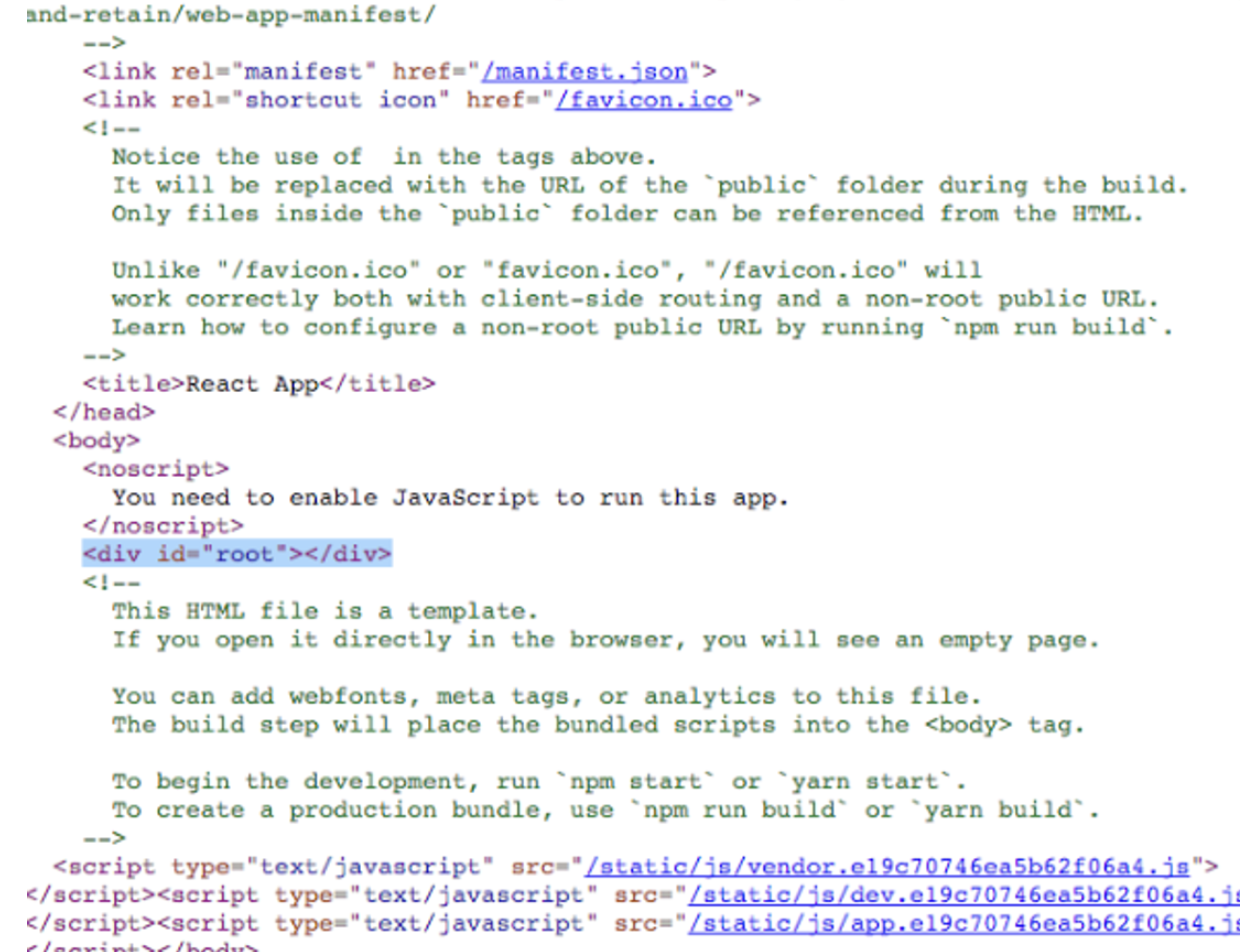 and-retain/web-app-manifest/
-->
<link rel="manifest" href="/manifest.json">
<link rel="shortcut icon" href="/favicon.ico">
<!--
Notice the use of  in the tags above.
It will be replaced with the URL of the `public` folder during the build.
Only files inside the `public` folder can be referenced from the HTML.
Unlike "/favicon.ico" or "favicon.ico", "/favicon.ico" will
work correctly both with client-side routing and a non-root public URL.
Learn how to configure a non-root public URL by running `npm run build`.
-->
<title>React App</title>
</head>
<body>
<noscript>
You need to enable JavaScript to run this app.
</noscript>
<div id="root"></div>
<!--
This HTML file is a template.
If you open it directly in the browser, you will see an empty page.
You can add webfonts, meta tags, or analytics to this file.
The build step will place the bundled scripts into the <body> tag.
To begin the development, run `npm start` or `yarn start`.
To create a production bundle, use `npm run build` or `yarn build`.
-->
<script type="text/javascript" src="/static/js/vendor.e19c70746ea5b62f06a4.js">
</script><script type="text/javascript" src="/static/js/dev.e19c70746ea5b62f06a4.js
</script><script type="text/javascript" src="/static/js/app.e19c70746ea5b62f06a4.js
</script></body>